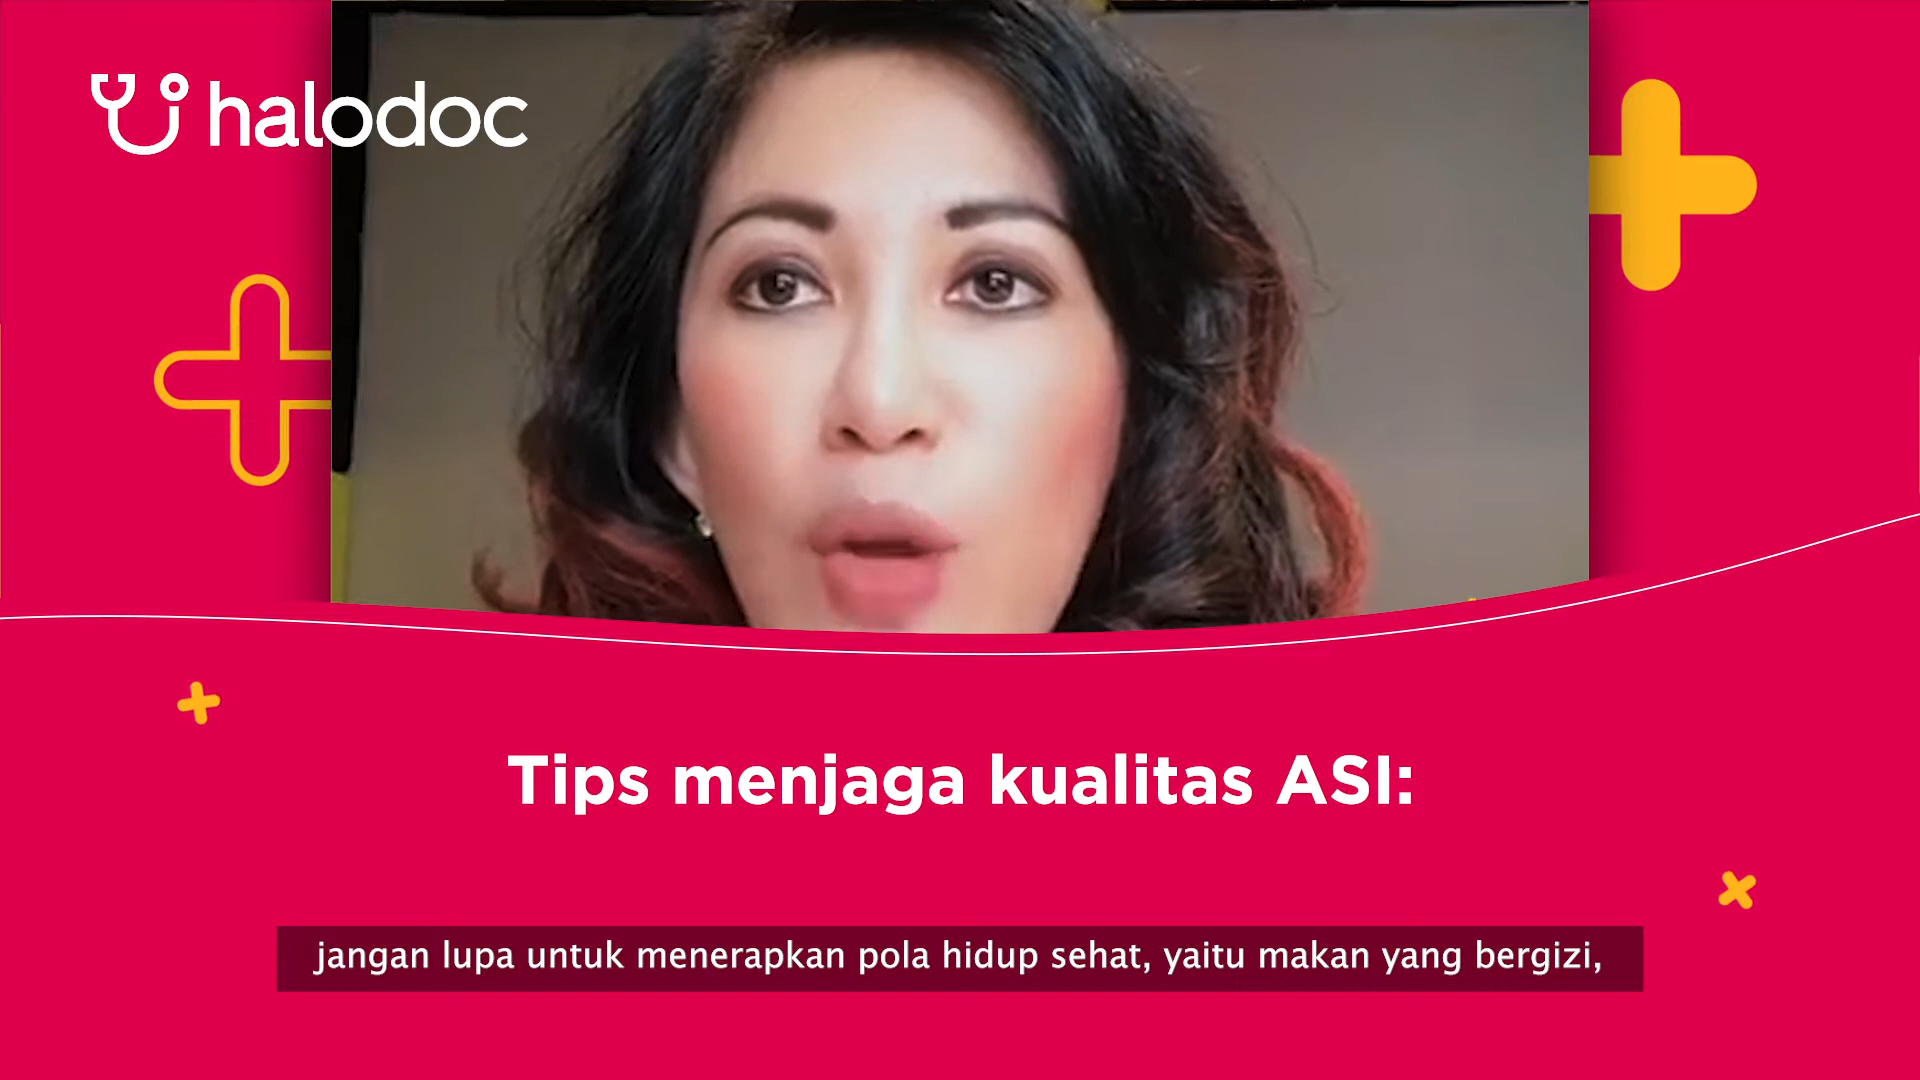 halodoc
Tips menjaga kualitas ASI:
jangan lupa untuk menerapkan pola hidup sehat, yaitu makan yang bergizi,